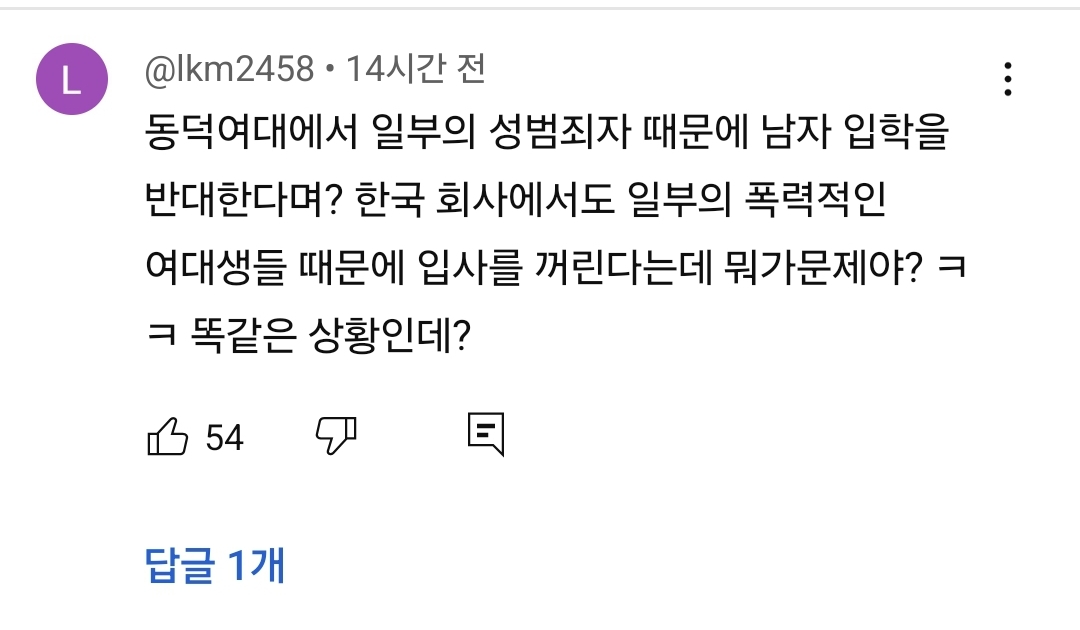 L
@lkm2458 • 14시간 전
동덕여대에서 일부의 성범죄자 때문에 남자 입학을
반대한다며? 한국 회사에서도 일부의 폭력적인
여대생들 때문에 입사를 꺼린다는데 뭐가문제야? ㅋ
ㅋ 똑같은 상황인데?
54
답글 1개